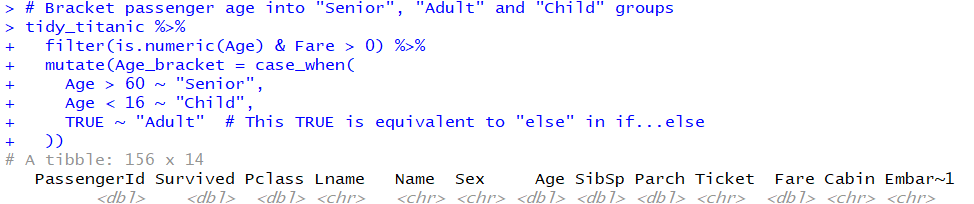 > # Bracket passenger age into "Senior", "Adult" and "Child" groups
> tidy_titanic %>%
+   filter(is.numeric(Age) & Fare > 0) %>%
+   mutate(Age_bracket = case_when(
+     Age > 60 ~ "Senior",
+     Age < 16 ~ "Child",
+     TRUE ~ "Adult"  # This TRUE is equivalent to "else" in if...else
+   ))
# A tibble: 156 x 14
   PassengerId Survived Pclass Lname   Name  Sex     Age SibSp Parch Ticket  Fare Cabin Embar~1
         <dbl>    <dbl>  <dbl> <chr>   <chr> <chr> <dbl> <dbl> <dbl> <chr>  <dbl> <chr> <chr>